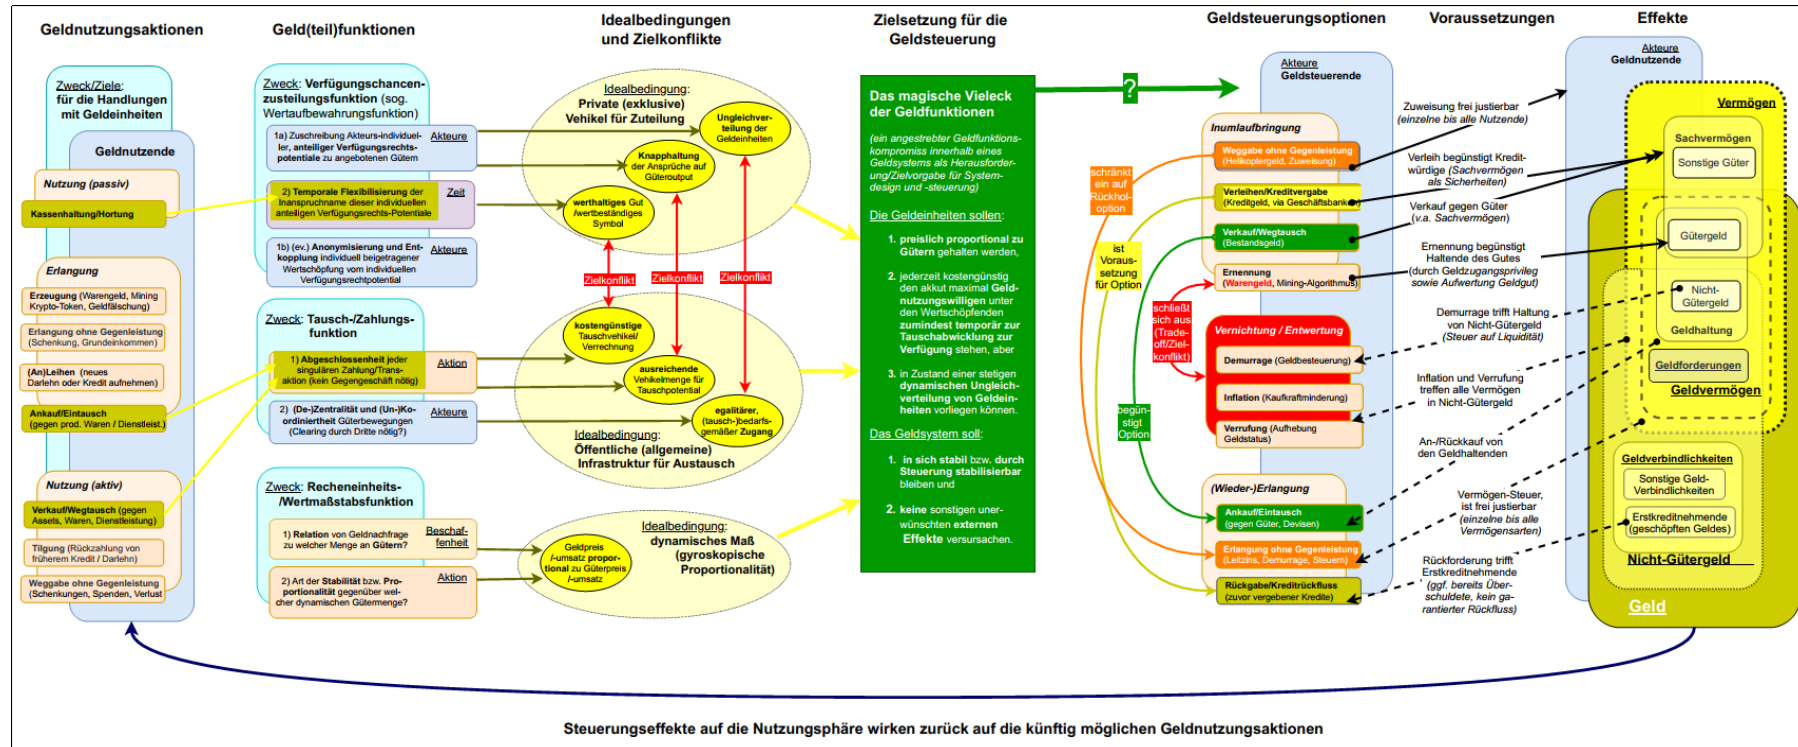 Geldnutzungsaktionen
Geld(teil)funktionen
Idealbedingungen
und Zielkonflikte
Zielsetzung für die
Geldsteuerung
Geldsteuerungsoptionen
Voraussetzungen
Effekte
Zweck/Ziele:
für die Handlungen
mit Geldeinheiten
Geldnutzende
Nutzung (passiv)
Kassenhaltung/Hortung
Erlangung
Erzeugung (Warengeld, Mining
Krypto-Token, Geldfälschung)
Erlangung ohne Gegenleistung
(Schenkung, Grundeinkommen)
(An)Leihen (neues
Darlehn oder Kredit aufnehmen)
Ankauf/Eintausch
(gegen prod. Waren / Dienstleist.)
Nutzung (aktiv)
Verkauf/Wegtausch (gegen
Assets, Waren, Dienstleistung)
Tilgung (Rückzahlung von
früherem Kredit / Darlehn)
Weggabe ohne Gegenleistung
(Schenkungen, Spenden, Verlust
Zweck: Verfügungschancen-
zusteilungsfunktion (sog.
Wertaufbewahrungsfunktion)
1a) Zuschreibung Akteurs-individuel-
ler, anteiliger Verfügungsrechts-
potentiale zu angebotenen Gütern
Akteure
2) Temporale Flexibilisierung der
Inanspruchname dieser individuellen
anteiligen Verfügungsrechts-Potentiale
Zeit
1b) (ev.) Anonymisierung und Ent-
kopplung individuell beigetragener
Wertschöpfung vom individuellen
Verfügungsrechtpotential
Akteure
Zweck: Tausch-/Zahlungs-
funktion
1) Abgeschlossenheit jeder
singulären Zahlung/Trans-
aktion (kein Gegengeschäft nötig)
Aktion
2) (De-)Zentralität und (Un-)Ko-
ordiniertheit Güterbewegungen
(Clearing durch Dritte nötig?)
Akteure
Zweck: Recheneinheits-
/Wertmaßstabsfunktion
1) Relation von Geldnachfrage
zu welcher Menge an Gütern?
Beschaf-
fenheit
2) Art der Stabilität bzw. Pro-
portionalität gegenüber wel-
cher dynamischen Gütermenge?
Aktion
Idealbedingung:
Private (exklusive)
Vehikel für Zuteilung
Ungleichver-
teilung der
Geldeinheiten
Knapphaltung
der Ansprüche auf
Güteroutput
werthaltiges Gut
/wertbeständiges
Symbol
Zielkonflikt
Zielkonflikt
Zielkonflikt
kostengünstige
Tauschvehikel/
Verrechnung
ausreichende
Vehikelmenge für
Tauschpotential
egalitärer,
(tausch-)bedarfs-
gemäßer Zugang
Idealbedingung:
Öffentliche (allgemeine)
Infrastruktur für Austausch
Idealbedingung:
dynamisches Maß
(gyroskopische
Proportionalität)
Geldpreis
/-umsatz propor-
tional zu Güterpreis
/-umsatz
Das magische Vieleck
der Geldfunktionen
(ein angestrebter Geldfunktions-
kompromiss innerhalb eines
Geldsystems als Herausforder-
ung/Zielvorgabe für System-
design und -steuerung)
Die Geldeinheiten sollen:
1. preislich proportional zu
Gütern gehalten werden,
2. jederzeit kostengünstig
den akkut maximal Geld-
nutzungswilligen unter
den Wertschöpfenden
zumindest temporär zur
Tauschabwicklung zur
Verfügung stehen, aber
3. in Zustand einer stetigen
dynamischen Ungleich-
verteilung von Geldein-
heiten vorliegen können.
Das Geldsystem soll:
1. in sich stabil bzw. durch
Steuerung stabilisierbar
bleiben und
2. keine sonstigen uner-
wünschten externen
Effekte versursachen.
?
Akteure
Geldsteuerende
Inumlaufbringung
Weggabe ohne Gegenleistung
(Helikoptergeld, Zuweisung)
Verleihen/Kreditvergabe
(Kreditgeld, via Geschäftsbanken)
Verkauf/Wegtausch
(Bestandsgeld)
Ernennung
(Warengeld, Mining-Algorithmus)
schränkt
ein auf
Rückhol-
option
ist
Voraus-
setzung
für Option
schließt
sich aus
(Trade-
off/Ziel-
konflikt)
begün-
stigt
Option
Vernichtung / Entwertung
Demurrage (Geldbesteuerung)
Inflation (Kaufkraftminderung)
Verrufung (Aufhebung
Geldstatus)
(Wieder-)Erlangung
Ankauf/Eintausch
(gegen Güter, Devisen)
Erlangung ohne Gegenleistung
(Leitzins, Demurrage, Steuern)
Rückgabe/Kreditrückfluss
(zuvor vergebener Kredite)
Zuweisung frei justierbar
(einzelne bis alle Nutzende)
Verleih begünstigt Kredit-
würdige (Sachvermögen
als Sicherheiten)
Verkauf gegen Güter
(v.a. Sachvermögen)
Ernennung begünstigt
Haltende des Gutes
(durch Geldzugangsprivileg
sowie Aufwertung Geldgut)
Demurrage trifft Haltung
von Nicht-Gütergeld
(Steuer auf Liquidität)
Inflation und Verrufung
treffen alle Vermögen
in Nicht-Gütergeld
An-/Rückkauf von
den Geldhaltenden
Vermögen-Steuer,
ist frei justierbar
(einzelne bis alle
Vermögensarten)
Rückforderung trifft
Erstkreditnehmende
(ggf. bereits Über-
schuldete, kein ga-
rantierter Rückfluss)
Akteure
Geldnutzende
Vermögen
Sachvermögen
Sonstige Güter
Gütergeld
Nicht-
Gütergeld
Geldhaltung
Geldforderungen
Geldvermögen
Geldverbindlichkeiten
Sonstige Geld-
Verbindlichkeiten
Erstkreditnehmende
(geschöpften Geldes)
Nicht-Gütergeld
Geld
Steuerungseffekte auf die Nutzungsphäre wirken zurück auf die künftig möglichen Geldnutzungsaktionen